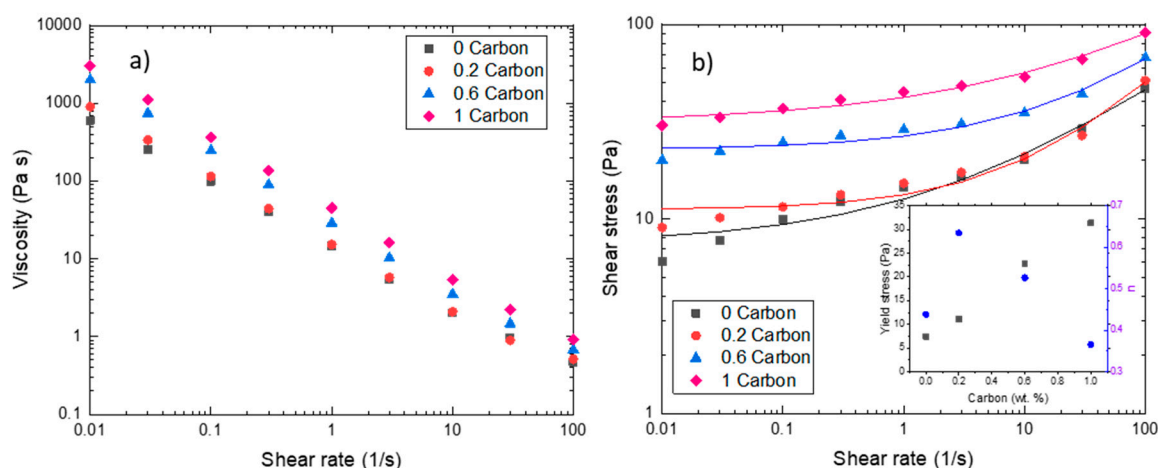 a)
10000
1000
100
10
1
0.1
Viscosity (Pa s)
0 Carbon
0.2 Carbon
0.6 Carbon
1 Carbon
0.01
0.1
1
10
100
Shear rate (1/s)
b)
100
10
1
Shear stress (Pa)
0 Carbon
0.2 Carbon
0.6 Carbon
1 Carbon
0.01
0.1
1
10
100
Shear rate (1/s)
35
30
25
20
15
10
5
0
Yield stress (Pa)
0.0
0.2
0.4
0.6
0.8
1.0
Carbon (wt. %)
0.7
0.6
0.5
0.4
0.3
n